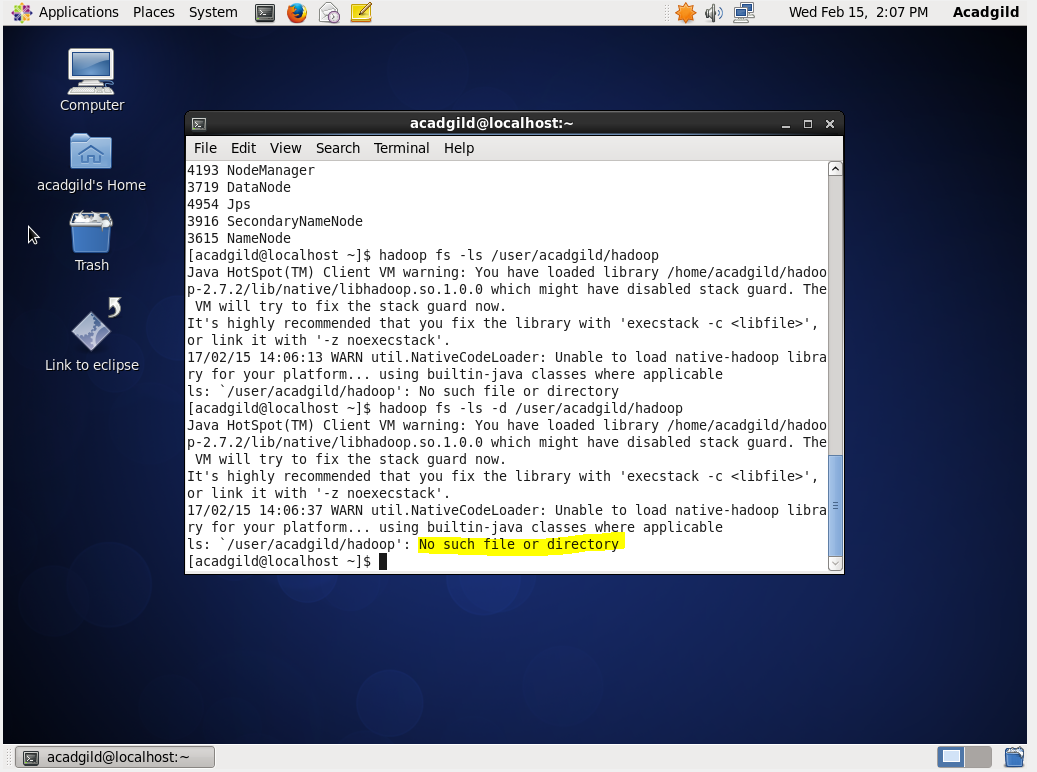 Applications Places System Wed Feb 15, 2:07 PM Acadgild
Computer
acadgild's Home
Trash
Link to eclipse
acadgild@localhost:~
File Edit View Search Terminal Help
4193 NodeManager
3719 DataNode
4954 Jps
3916 SecondaryNameNode
3615 NameNode
[acadgild@localhost ~]$ hadoop fs -ls /user/acadgild/hadoop
Java HotSpot(TM) Client VM warning: You have loaded library /home/acadgild/hadoo
p-2.7.2/lib/native/libhadoop.so.1.0.0 which might have disabled stack guard. The
 VM will try to fix the stack guard now.
It's highly recommended that you fix the library with 'execstack -c <libfile>',
or link it with '-z noexecstack'.
17/02/15 14:06:13 WARN util.NativeCodeLoader: Unable to load native-hadoop libra
ry for your platform... using builtin-java classes where applicable
ls: `/user/acadgild/hadoop': No such file or directory
[acadgild@localhost ~]$ hadoop fs -ls -d /user/acadgild/hadoop
Java HotSpot(TM) Client VM warning: You have loaded library /home/acadgild/hadoo
p-2.7.2/lib/native/libhadoop.so.1.0.0 which might have disabled stack guard. The
 VM will try to fix the stack guard now.
It's highly recommended that you fix the library with 'execstack -c <libfile>',
or link it with '-z noexecstack'.
17/02/15 14:06:37 WARN util.NativeCodeLoader: Unable to load native-hadoop libra
ry for your platform... using builtin-java classes where applicable
ls: `/user/acadgild/hadoop': No such file or directory
[acadgild@localhost ~]$
acadgild@localhost:~